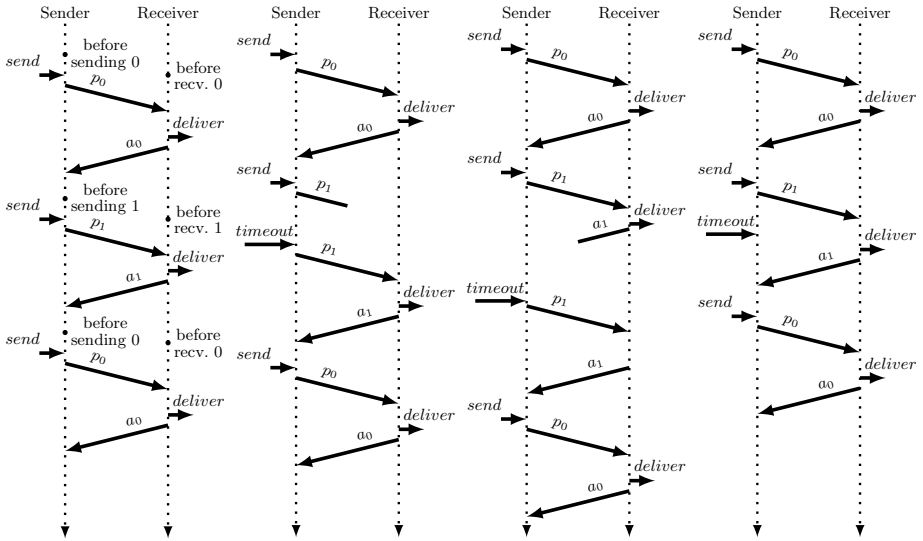 Sender Receiver
before
sending 0
send
before
recv. 0
p₀
deliver
a₀
before
sending 1
send
before
recv. 1
p₁
deliver
a₁
before
sending 0
send
before
recv. 0
p₀
deliver
a₀
Sender Receiver
send
p₀
deliver
a₀
send
p₁
timeout
p₁
deliver
a₁
send
p₀
deliver
a₀
Sender Receiver
send
p₀
deliver
a₀
send
p₁
deliver
a₁
timeout
p₁
a₁
send
p₀
deliver
a₀
Sender Receiver
send
p₀
deliver
a₀
send
p₁
timeout
deliver
a₁
send
p₀
deliver
a₀